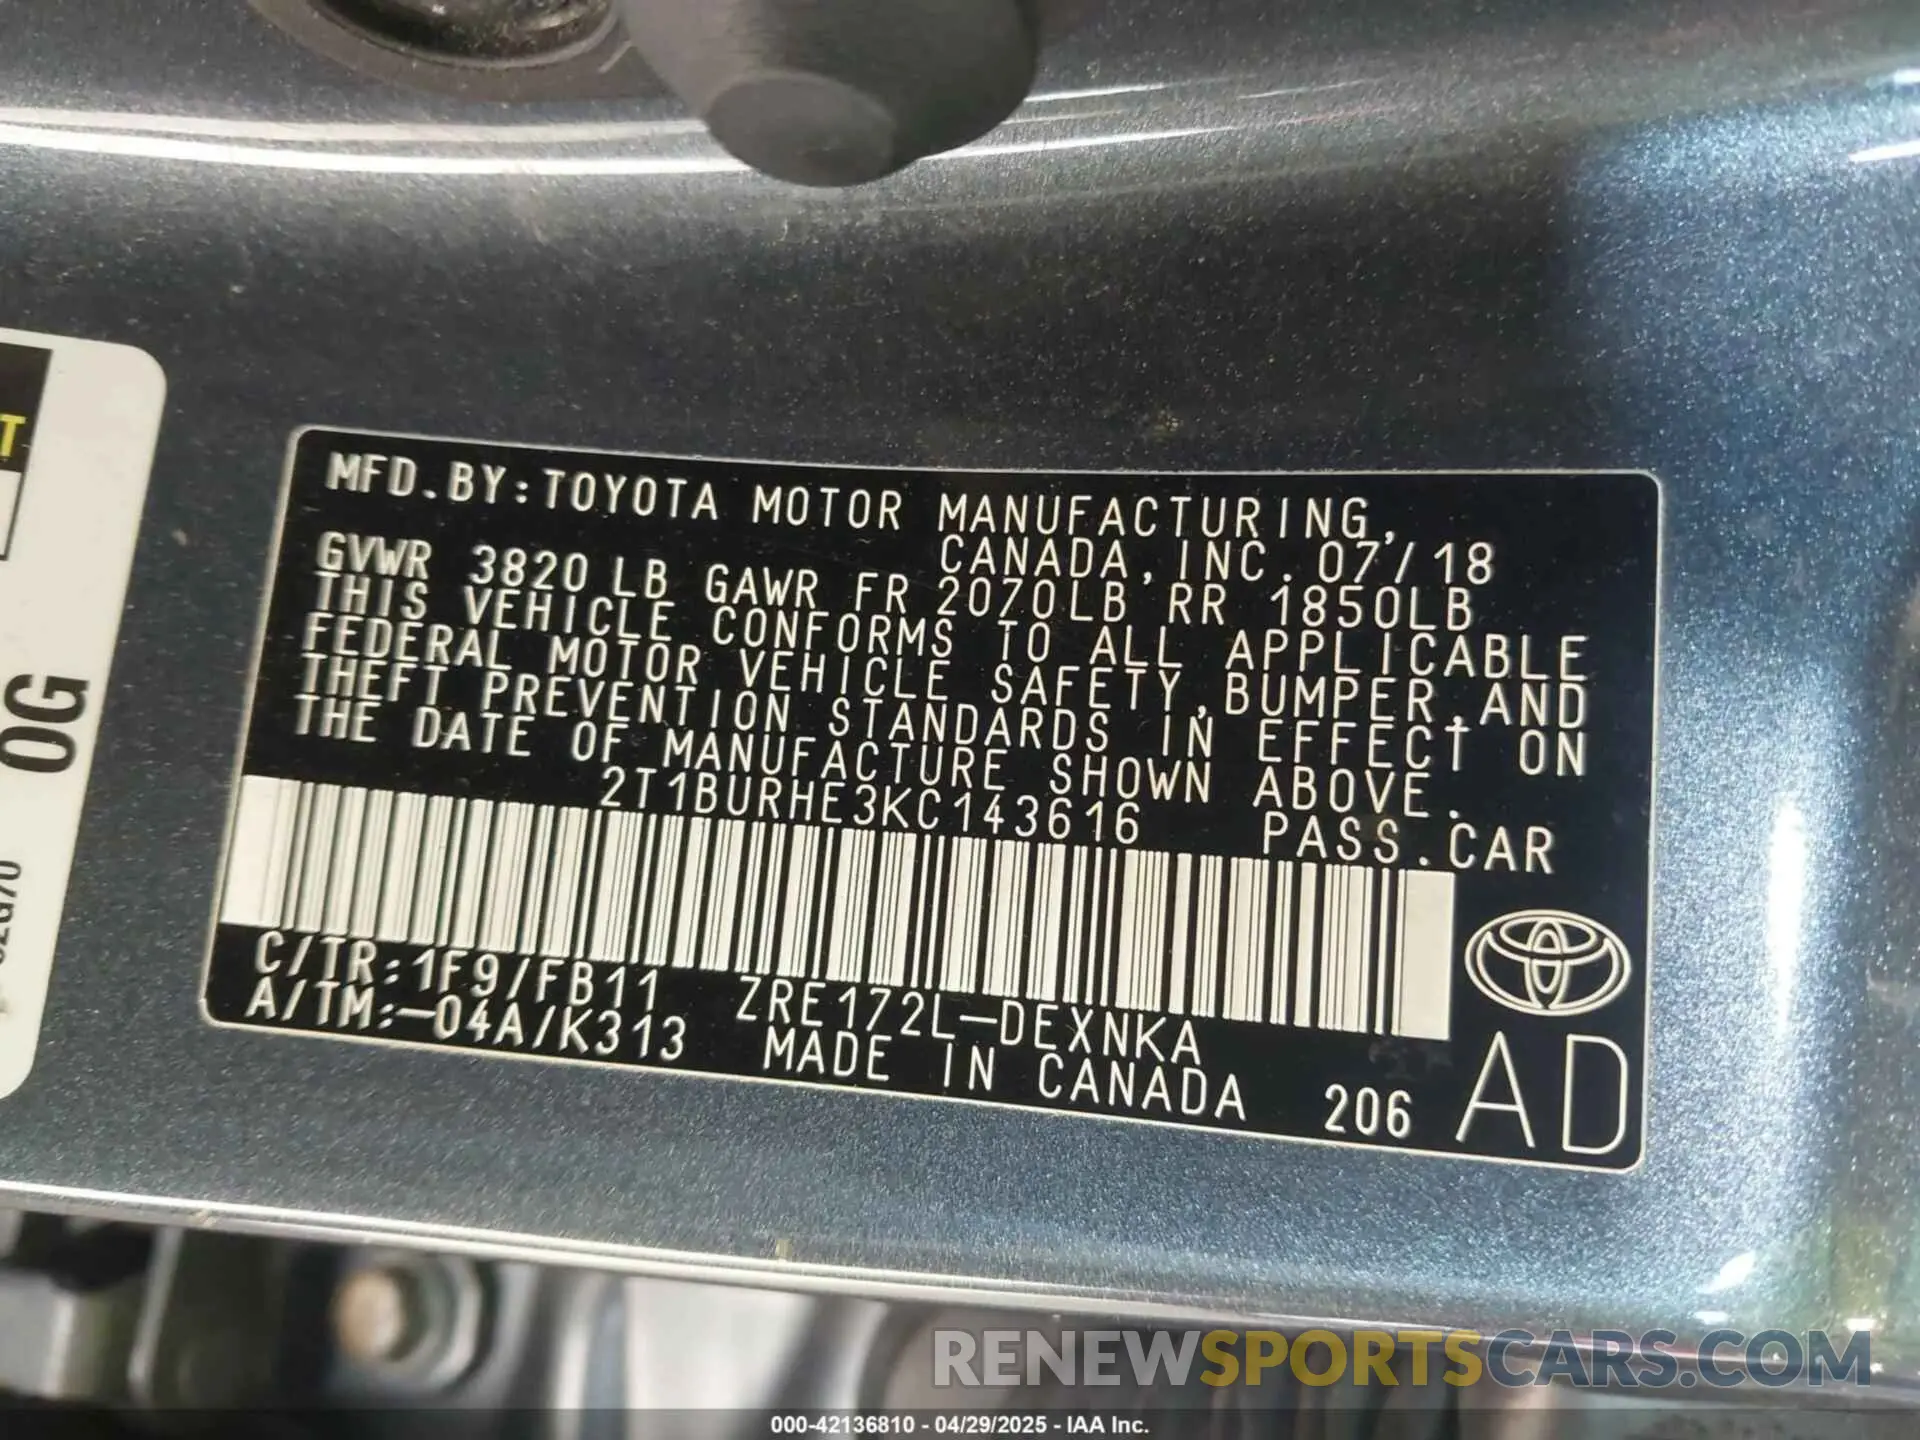 MFD.BY:TOYOTA MOTOR MANUFACTURING,
CANADA,INC. 07/18
GVWR 3820 LB GAWR FR 2070LB RR 1850LB
THIS VEHICLE CONFORMS TO ALL APPLICABLE
FEDERAL MOTOR VEHICLE SAFETY,BUMPER,AND
THEFT PREVENTION STANDARDS IN EFFECT ON
THE DATE OF MANUFACTURE SHOWN ABOVE.
2T1BURHE3KC143616 PASS.CAR
C/TR:1F9/FB11 ZRE172L-DEXNKA
A/TM:-04A/K313 MADE IN CANADA 206 AD
T
0G
RENEWSPORTSCARS.COM
000-42136810 - 04/29/2025 - IAA Inc.